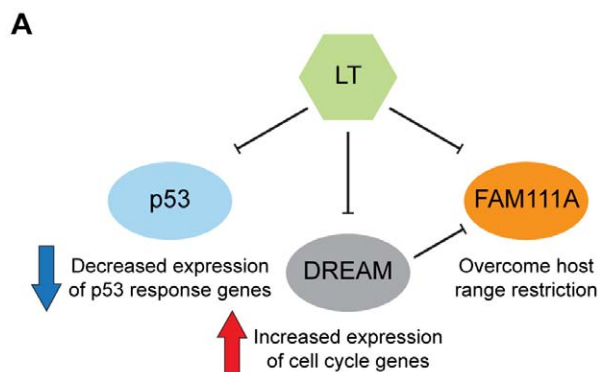 A
LT
p53
FAM111A
DREAM
Decreased expression
of p53 response genes
Overcome host
range restriction
Increased expression
of cell cycle genes